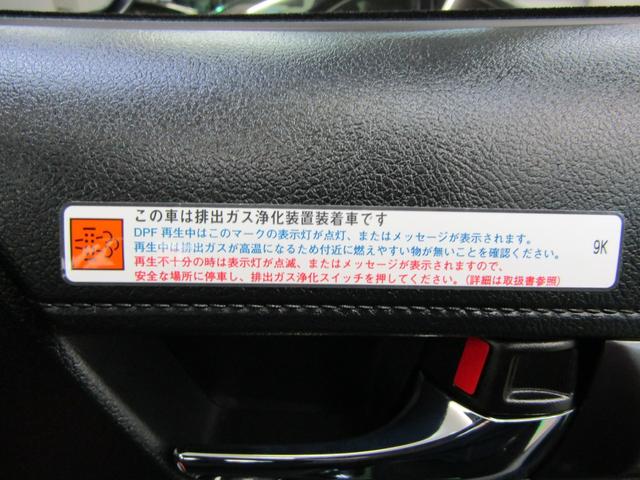 この車は排出ガス浄化装置装着車です
DPF再生中はこのマークの表示灯が点灯、またはメッセージが表示されます。
再生中は排出ガスが高温になるため付近に燃えやすい物が無いことを確認ください。
再生不十分の時は表示灯が点滅、またはメッセージが表示されますので、
安全な場所に停車し、排出ガス浄化スイッチを押してください。(詳細は取扱書参照)
9K